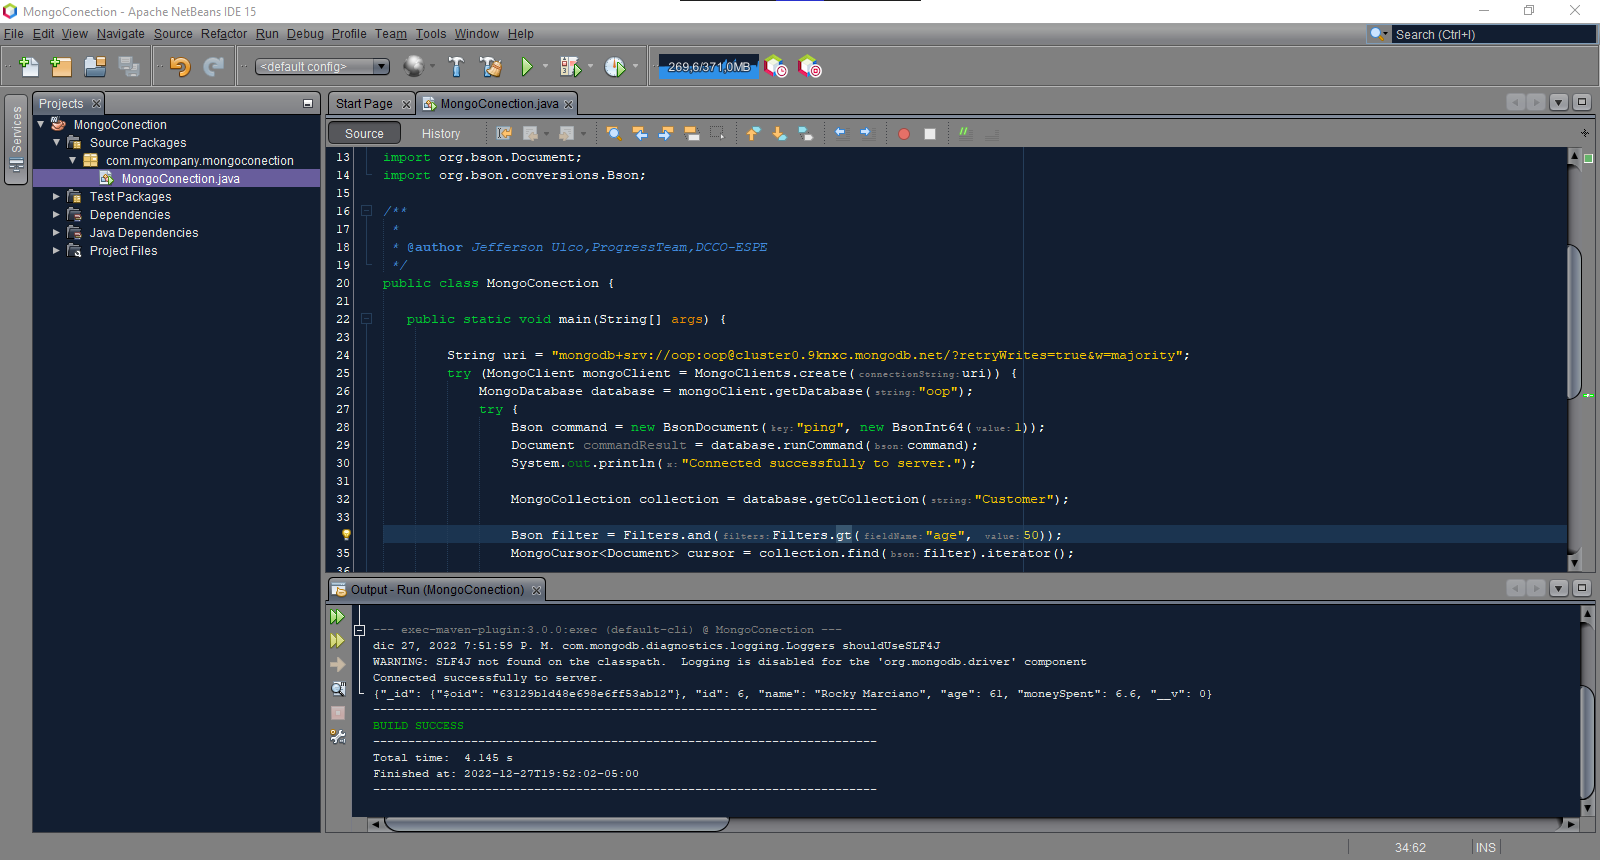 MongoConection - Apache NetBeans IDE 15
File Edit View Navigate Source Refactor Run Debug Profile Team Tools Window Help
Search (Ctrl+I)
<default config>
269,6/371,0MB
Services
Projects
MongoConection
Source Packages
com.mycompany.mongoconection
MongoConection.java
Test Packages
Dependencies
Java Dependencies
Project Files
Start Page
MongoConection.java
Source
History
13 import org.bson.Document;
14 import org.bson.conversions.Bson;
15
16 /**
17 *
18 * @author Jefferson Ulco,ProgressTeam,DCCO-ESPE
19 */
20 public class MongoConection {
21
22 public static void main(String[] args) {
23
24 String uri = "mongodb+srv://oop:oop@cluster0.9knxc.mongodb.net/?retryWrites=true&w=majority";
25 try (MongoClient mongoClient = MongoClients.create(connectionString:uri)) {
26 MongoDatabase database = mongoClient.getDatabase(string:"oop");
27 try {
28 Bson command = new BsonDocument(key:"ping", new BsonInt64(value:1));
29 Document commandResult = database.runCommand(bson:command);
30 System.out.println(x:"Connected successfully to server.");
31
32 MongoCollection collection = database.getCollection(string:"Customer");
33
Bson filter = Filters.and(filters:Filters.gt(fieldName:"age", value:50));
35 MongoCursor<Document> cursor = collection.find(bson:filter).iterator();
36
Output - Run (MongoConection)
--- exec-maven-plugin:3.0.0:exec (default-cli) @ MongoConection ---
dic 27, 2022 7:51:59 P. M. com.mongodb.diagnostics.logging.Loggers shouldUseSLF4J
WARNING: SLF4J not found on the classpath.  Logging is disabled for the 'org.mongodb.driver' component
Connected successfully to server.
{"_id": {"$oid": "63129b1d48e698e6ff53ab12"}, "id": 6, "name": "Rocky Marciano", "age": 61, "moneySpent": 6.6, "__v": 0}
------------------------------------------------------------------------
BUILD SUCCESS
------------------------------------------------------------------------
Total time:  4.145 s
Finished at: 2022-12-27T19:52:02-05:00
------------------------------------------------------------------------
34:62
INS